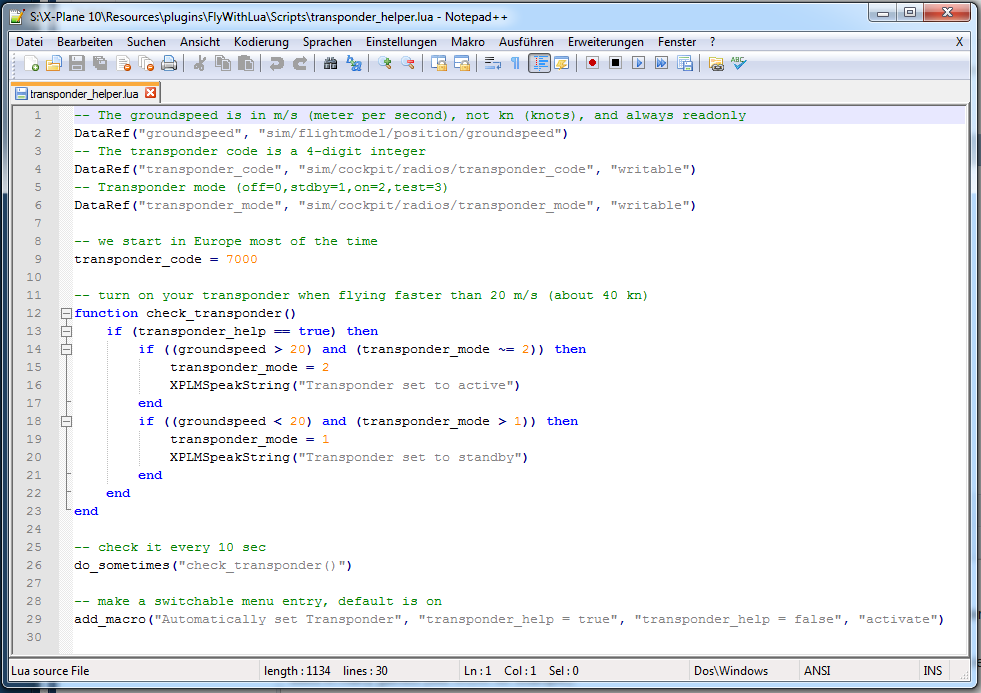 S:\X-Plane 10\Resources\plugins\FlyWithLua\Scripts\transponder_helper.lua - Notepad++
Datei Bearbeiten Suchen Ansicht Kodierung Sprachen Einstellungen Makro Ausführen Erweiterungen Fenster ? X
transponder_helper.lua
1 -- The groundspeed is in m/s (meter per second), not kn (knots), and always readonly
2 DataRef("groundspeed", "sim/flightmodel/position/groundspeed")
3 -- The transponder code is a 4-digit integer
4 DataRef("transponder_code", "sim/cockpit/radios/transponder_code", "writable")
5 -- Transponder mode (off=0,stdby=1,on=2,test=3)
6 DataRef("transponder_mode", "sim/cockpit/radios/transponder_mode", "writable")
7
8 -- we start in Europe most of the time
9 transponder_code = 7000
10
11 -- turn on your transponder when flying faster than 20 m/s (about 40 kn)
12 function check_transponder()
13     if (transponder_help == true) then
14         if ((groundspeed > 20) and (transponder_mode ~= 2)) then
15             transponder_mode = 2
16             XPLMSpeakString("Transponder set to active")
17         end
18         if ((groundspeed < 20) and (transponder_mode > 1)) then
19             transponder_mode = 1
20             XPLMSpeakString("Transponder set to standby")
21         end
22     end
23 end
24
25 -- check it every 10 sec
26 do_sometimes("check_transponder()")
27
28 -- make a switchable menu entry, default is on
29 add_macro("Automatically set Transponder", "transponder_help = true", "transponder_help = false", "activate")
30
Lua source File length : 1134 lines : 30 Ln : 1 Col : 1 Sel : 0 Dos\Windows ANSI INS